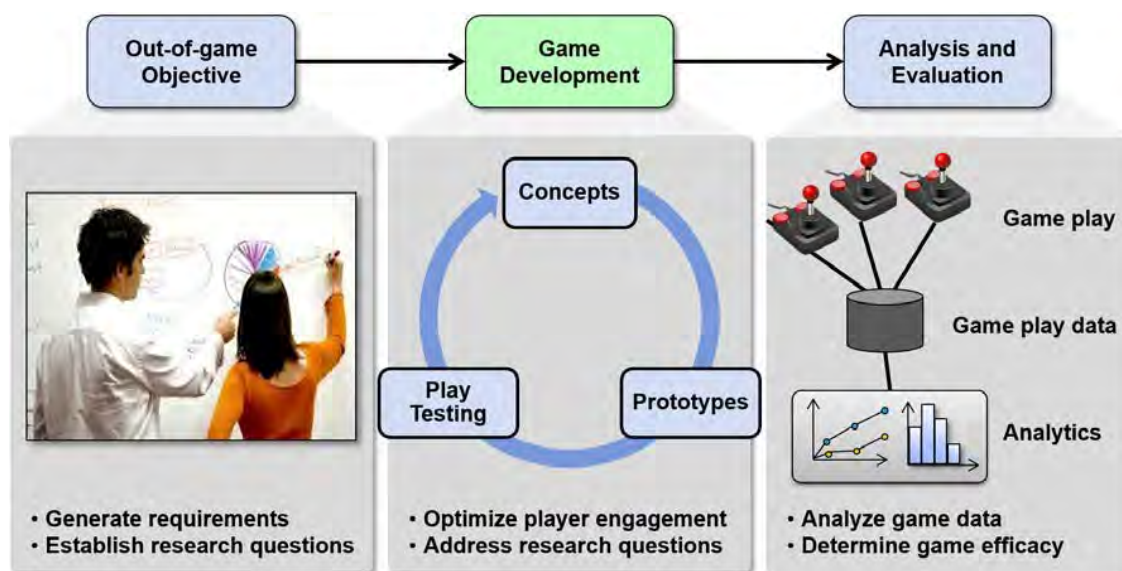 Out-of-game
Objective
Game
Development
Analysis and
Evaluation
Concepts
Play
Testing
Prototypes
Game play
Game play data
Analytics
• Generate requirements
• Establish research questions
• Optimize player engagement
• Address research questions
• Analyze game data
• Determine game efficacy